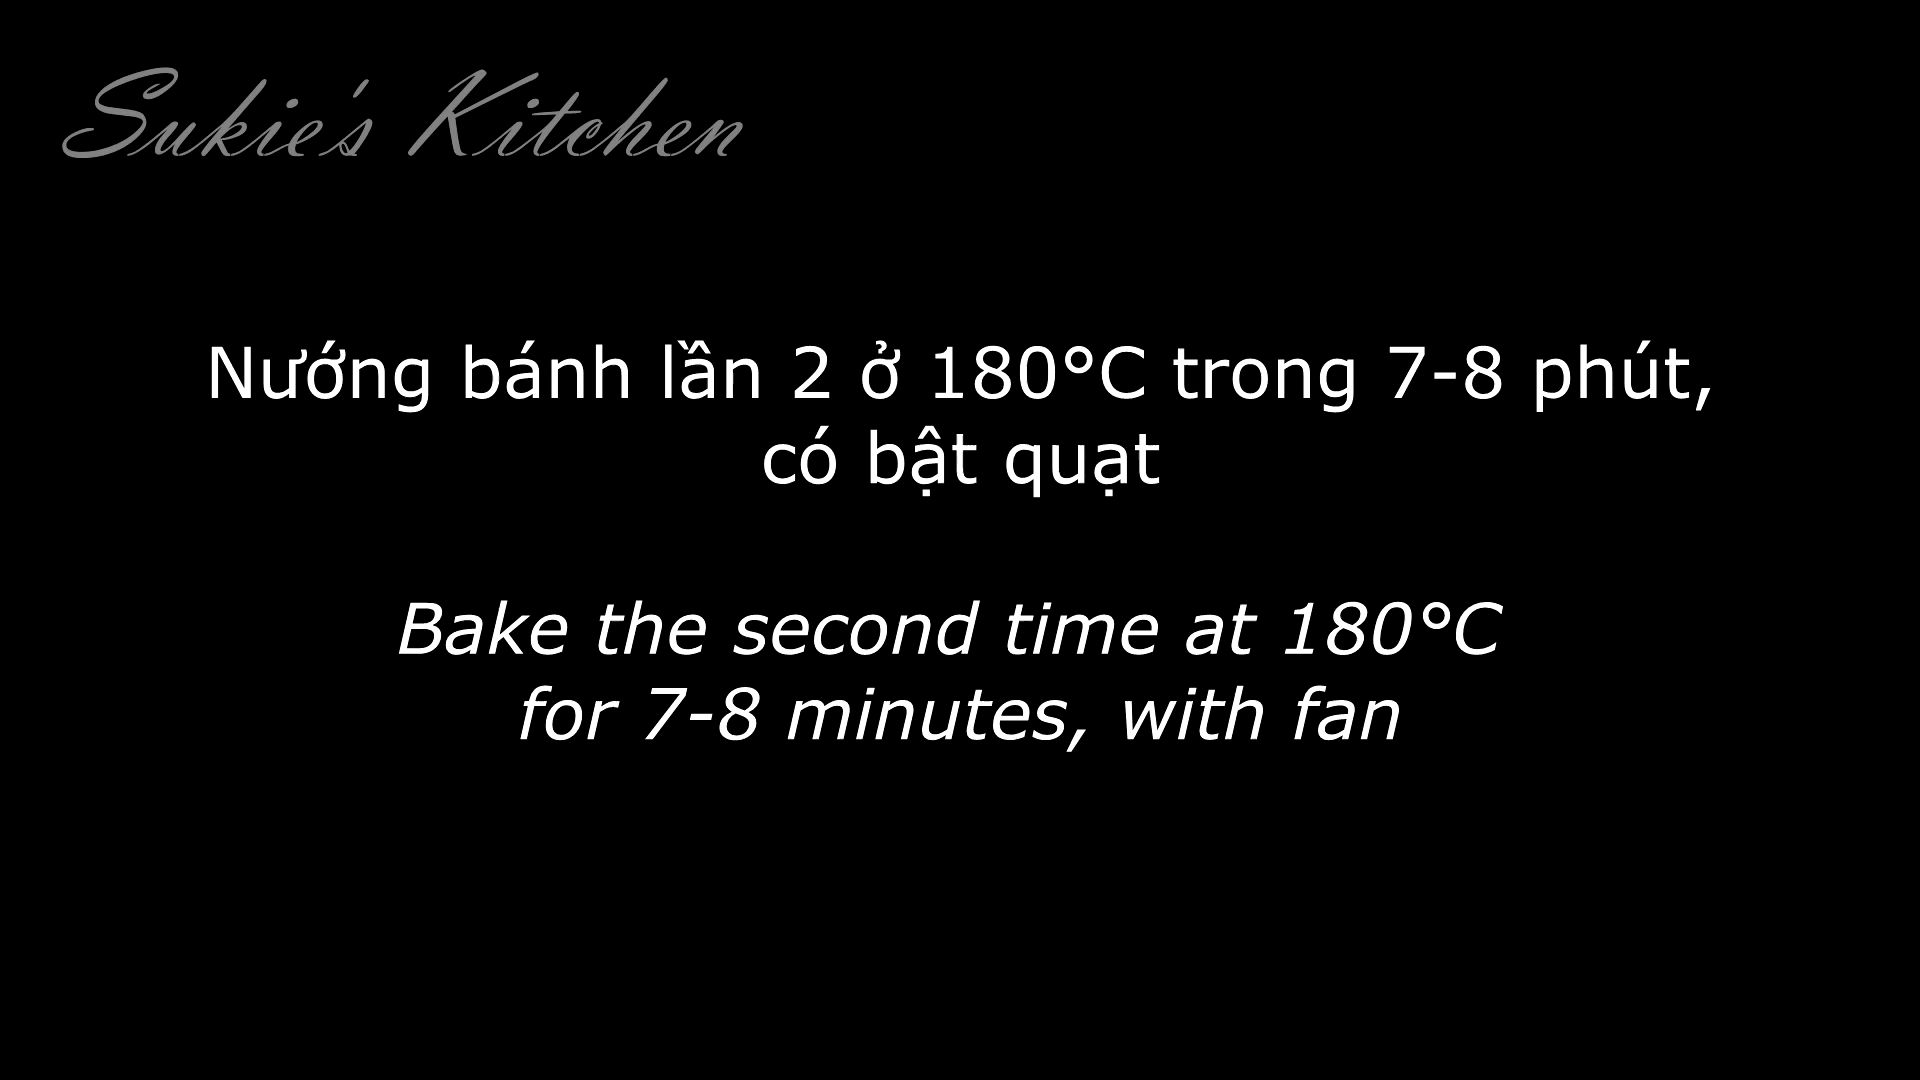 Sukie's Kitchen
Nướng bánh lần 2 ở 180°C trong 7-8 phút,
có bật quạt
Bake the second time at 180°C
for 7-8 minutes, with fan